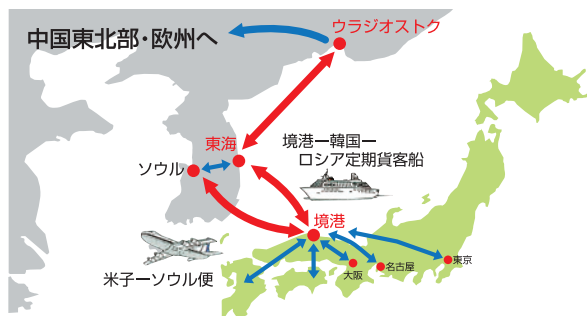 中国東北部・欧州へ
ウラジオストク
東海
ソウル
境港ー韓国ー
ロシア定期貨客船
境港
米子ーソウル便
大阪
名古屋
東京